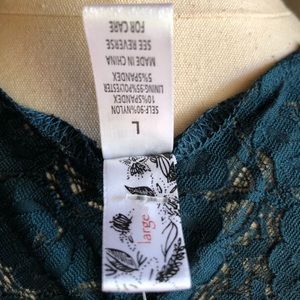 L
SELF:90%NYLON
10%SPANDEX
LINING:95%POLYESTER
5%SPANDEX
MADE IN CHINA
SEE REVERSE
FOR CARE
large